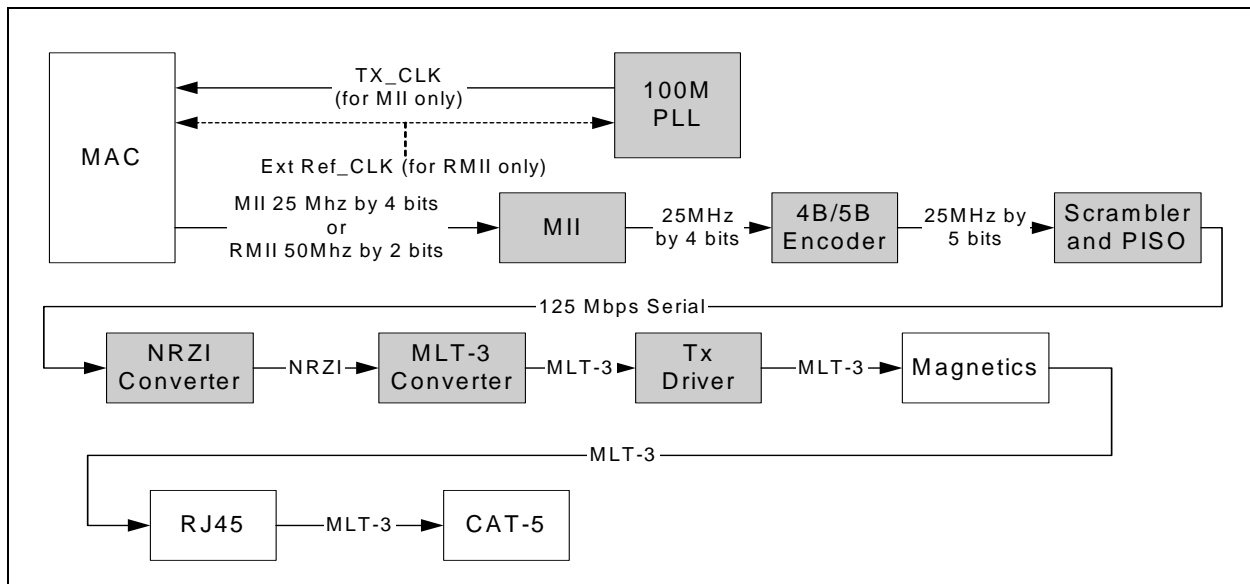 TX_CLK
(for MII only)
100M
PLL
MAC
Ext Ref_CLK (for RMII only)
MII 25 Mhz by 4 bits
or
RMII 50Mhz by 2 bits
MII
25MHz
by 4 bits
4B/5B
Encoder
25MHz by
5 bits
Scrambler
and PISO
125 Mbps Serial
NRZI
Converter
NRZI
MLT-3
Converter
MLT-3
Tx
Driver
MLT-3
Magnetics
MLT-3
RJ45
MLT-3
CAT-5